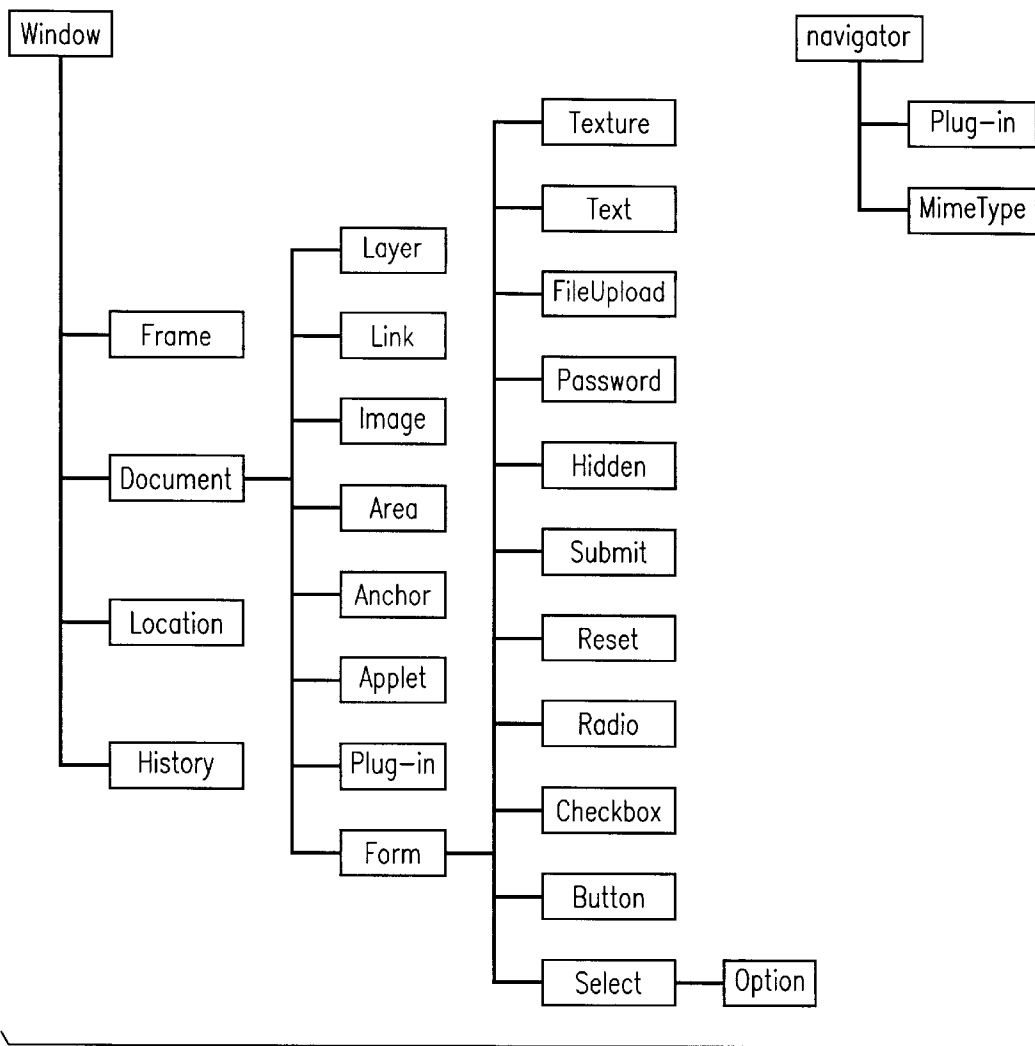 Window
navigator
Texture
Plug-in
Text
MimeType
Layer
FileUpload
Frame
Link
Password
Image
Document
Hidden
Area
Submit
Anchor
Location
Reset
Applet
Radio
History
Plug-in
Checkbox
Form
Button
Select
Option